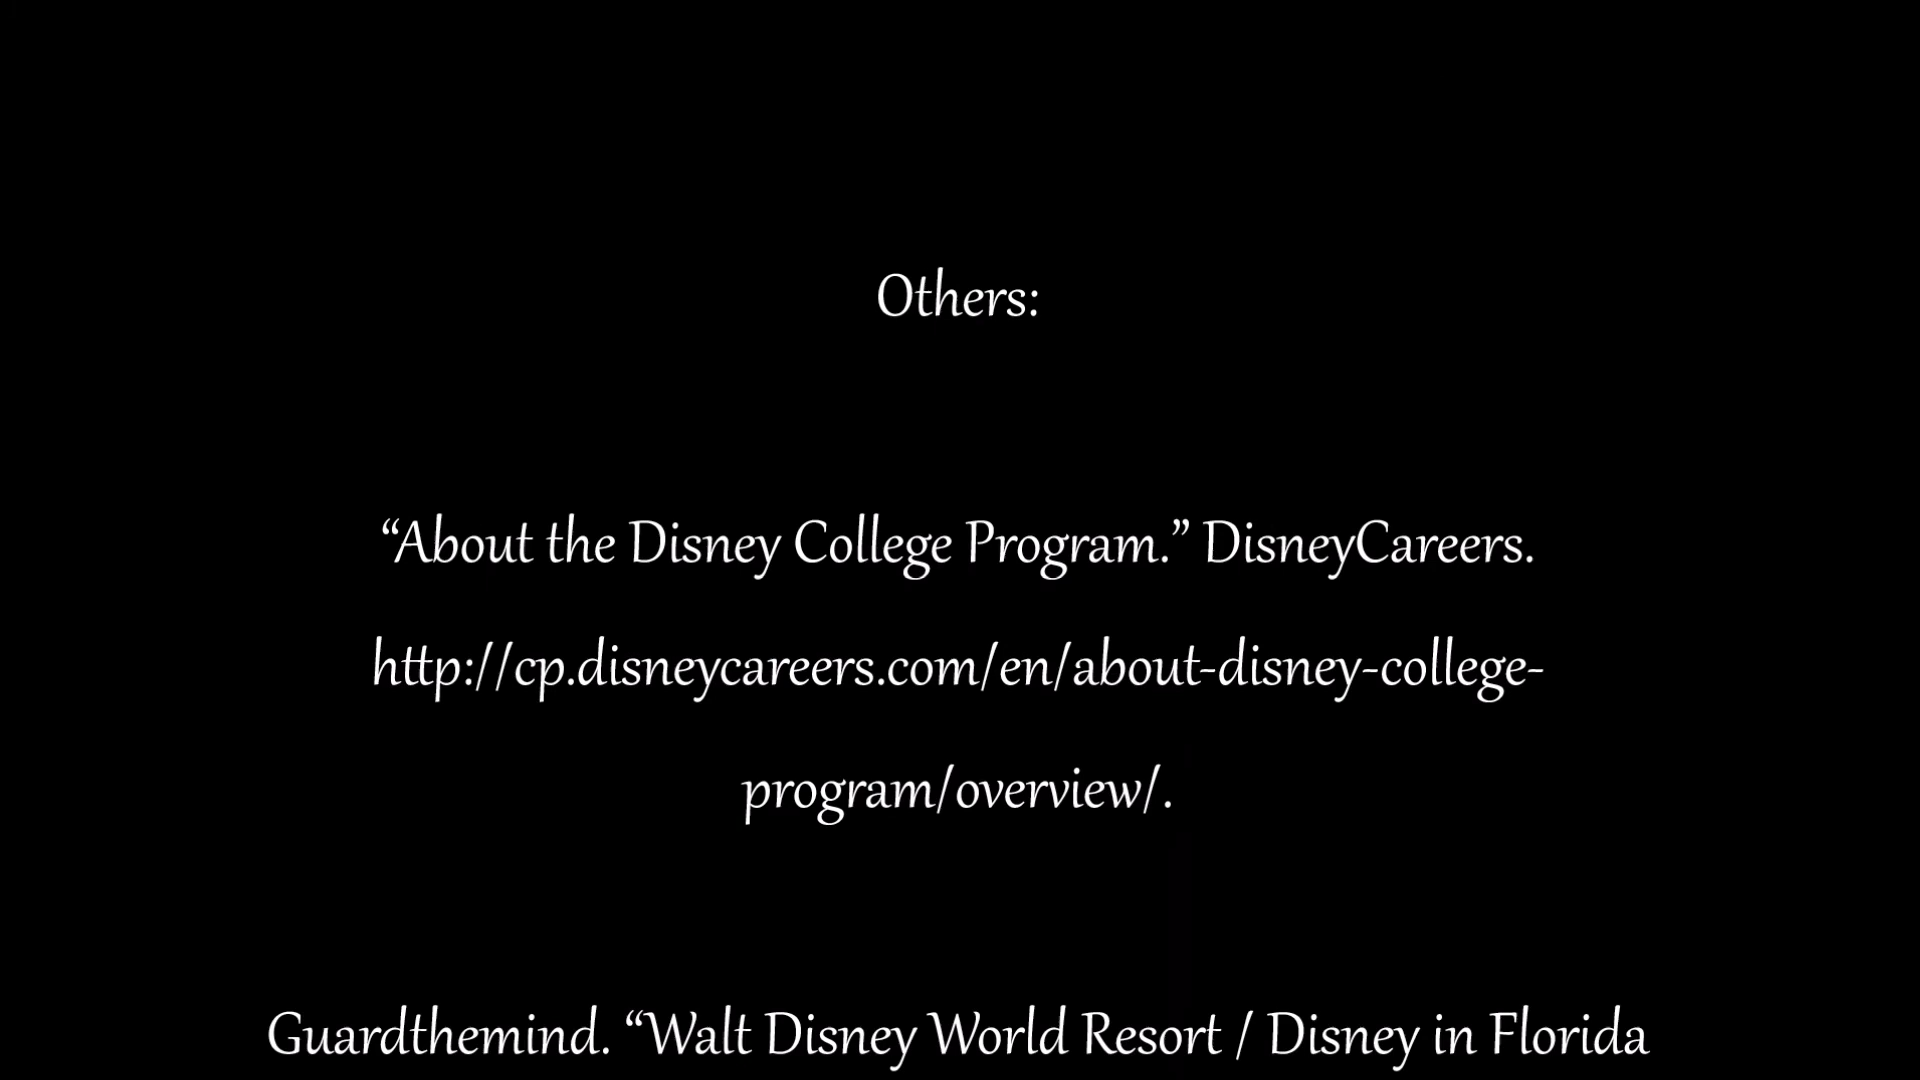 Others:
“About the Disney College Program.” DisneyCareers.
http://cp.disneycareers.com/en/about-disney-college-
program/overview/.
Guardthemind. “Walt Disney World Resort / Disney in Florida